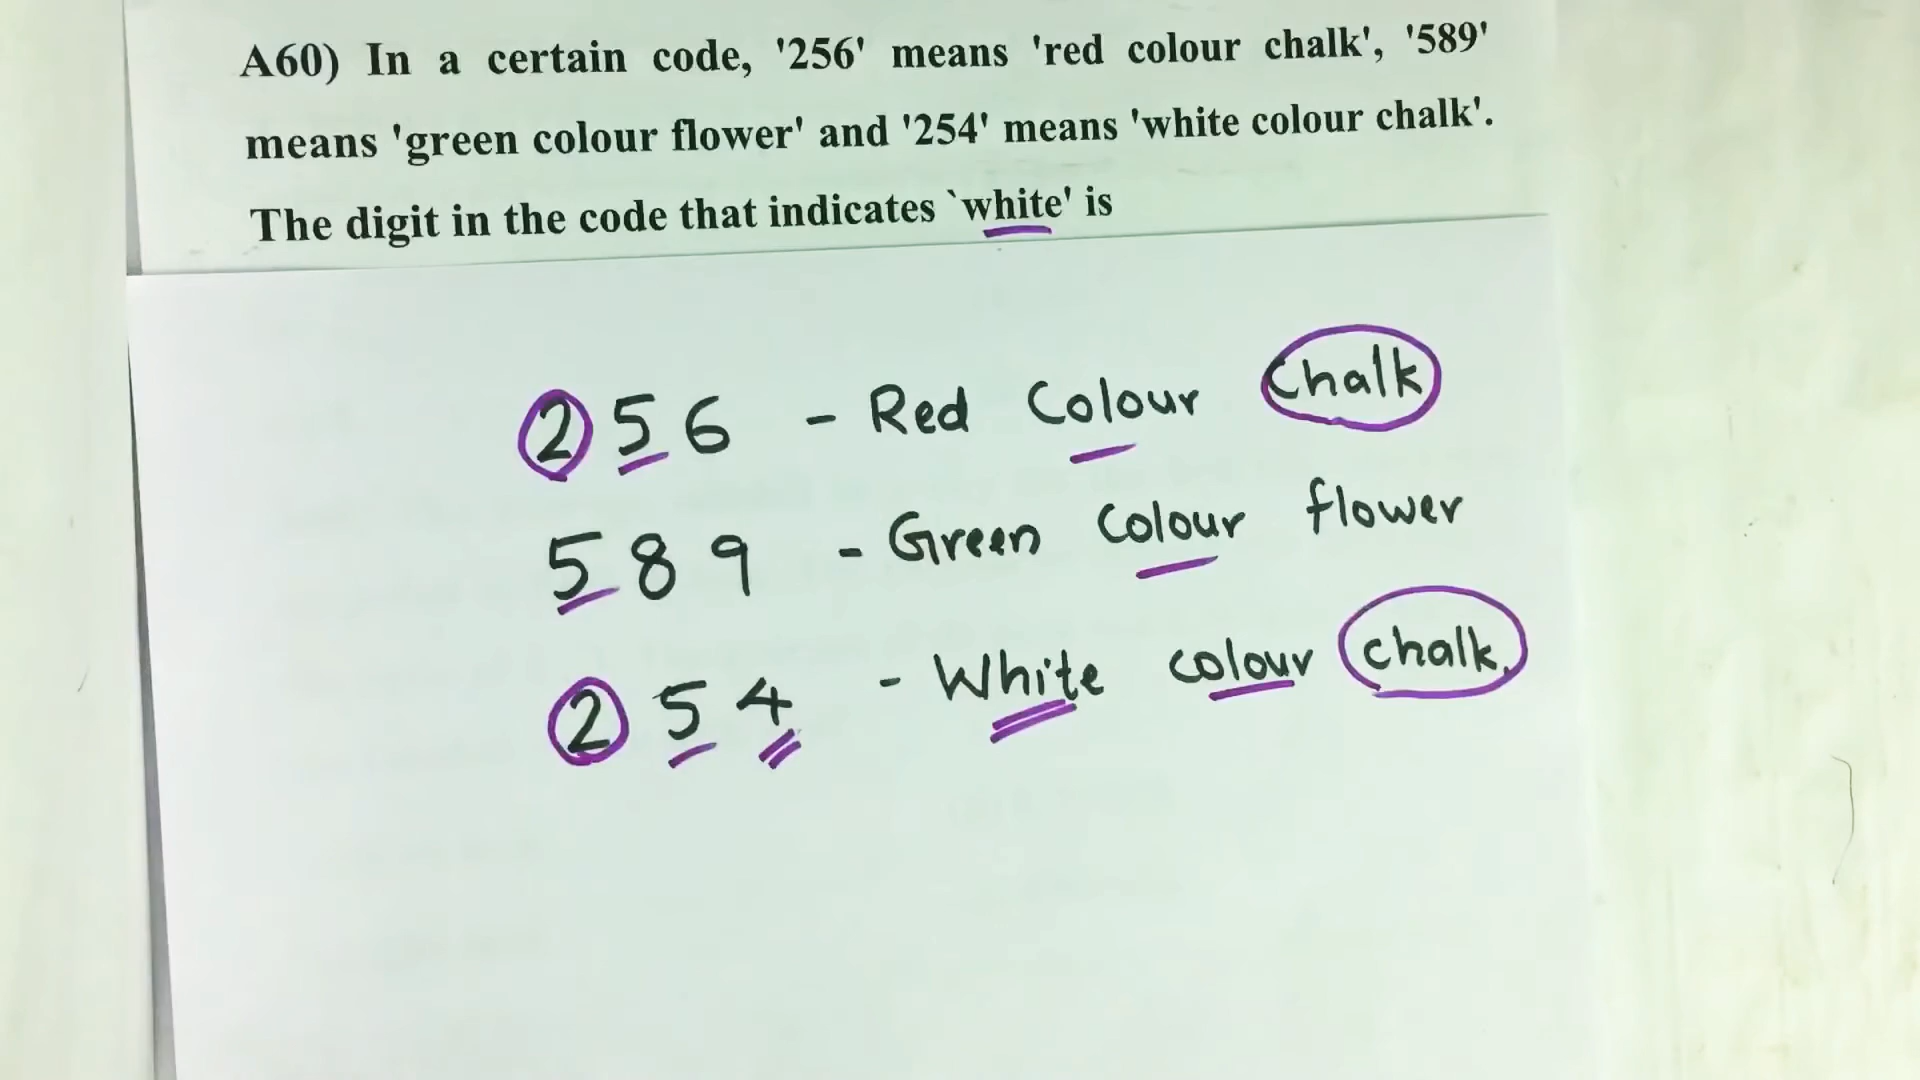 A60) In a certain code, '256' means 'red colour chalk', '589'
means 'green colour flower' and '254' means 'white colour chalk'.
The digit in the code that indicates `white' is
256 - Red Colour Chalk
589 - Green Colour flower
254 - White colour chalk.